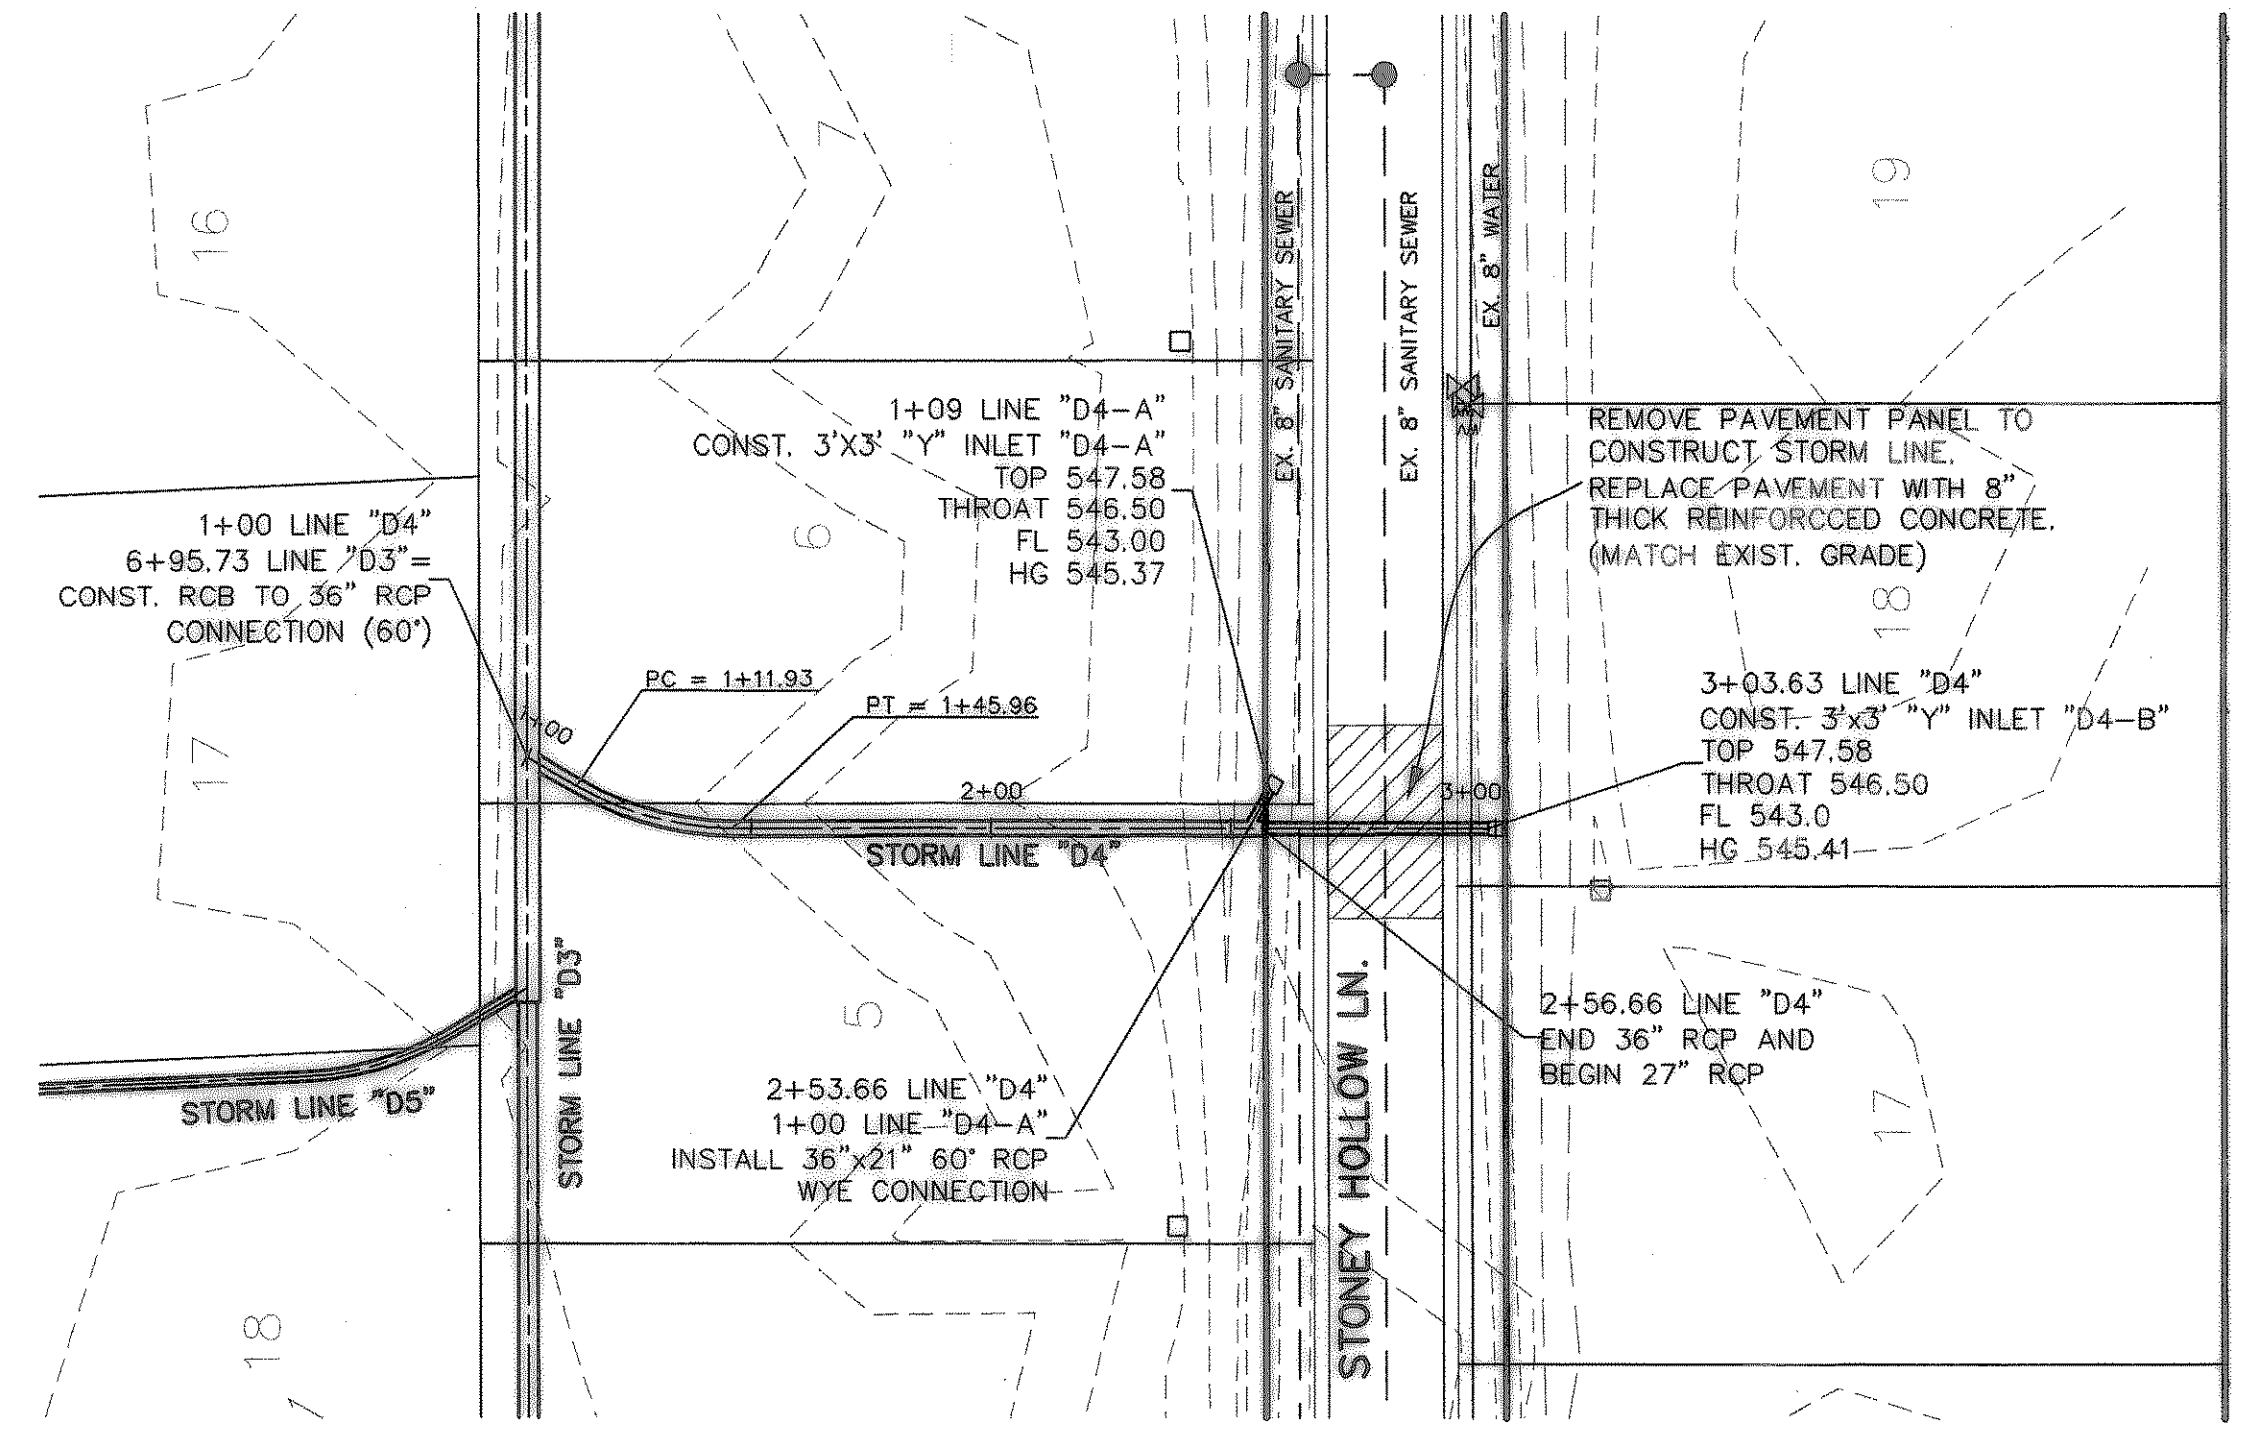 16
7
19
EX. 8" SANITARY SEWER
EX. 8" SANITARY SEWER
EX. 8" WATER
1+09 LINE "D4-A"
CONST. 3'X3' "Y" INLET "D4-A"
TOP 547.58
THROAT 546.50
FL 543.00
HG 545.37
REMOVE PAVEMENT PANEL TO
CONSTRUCT STORM LINE.
REPLACE PAVEMENT WITH 8"
THICK REINFORCCED CONCRETE.
(MATCH EXIST. GRADE)
1+00 LINE "D4"
6+95.73 LINE "D3"=
CONST. RCB TO 36" RCP
CONNECTION (60°)
6
18
PC = 1+11.93
PT = 1+45.96
3+03.63 LINE "D4"
CONST. 3'x3' "Y" INLET "D4-B"
TOP 547.58
THROAT 546.50
FL 543.0
HG 545.41
17
1+00
2+00
3+00
STORM LINE "D4"
STORM LINE "D3"
5
STONEY HOLLOW LN.
2+56.66 LINE "D4"
END 36" RCP AND
BEGIN 27" RCP
17
STORM LINE "D5"
2+53.66 LINE "D4"
1+00 LINE "D4-A"
INSTALL 36"x21" 60° RCP
WYE CONNECTION
18